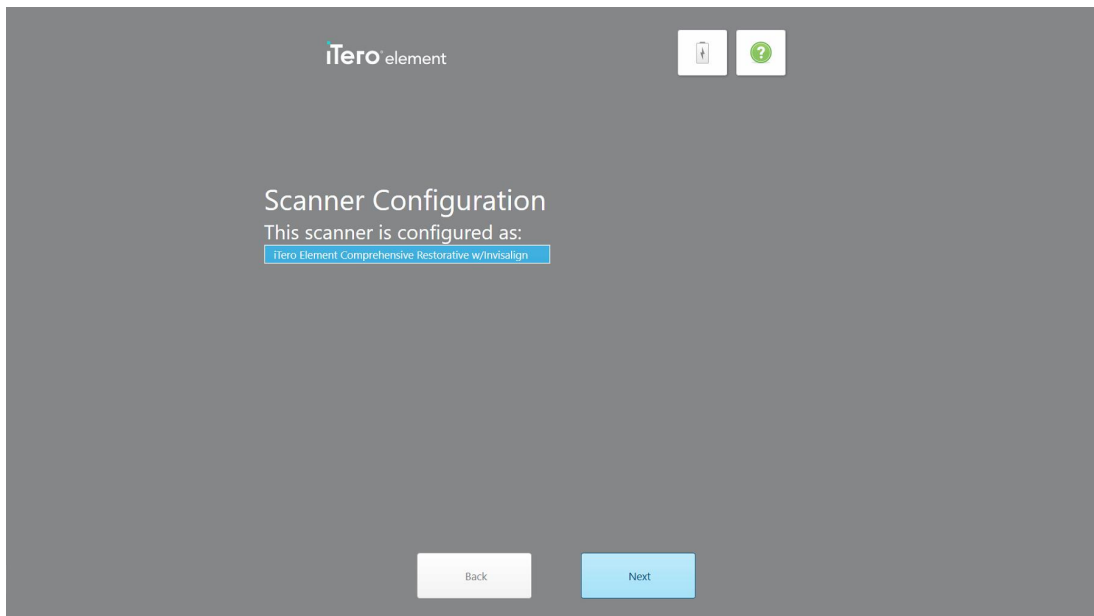 iTero element
?
Scanner Configuration
This scanner is configured as:
iTero Element Comprehensive Restorative w/Invisalign
Back
Next